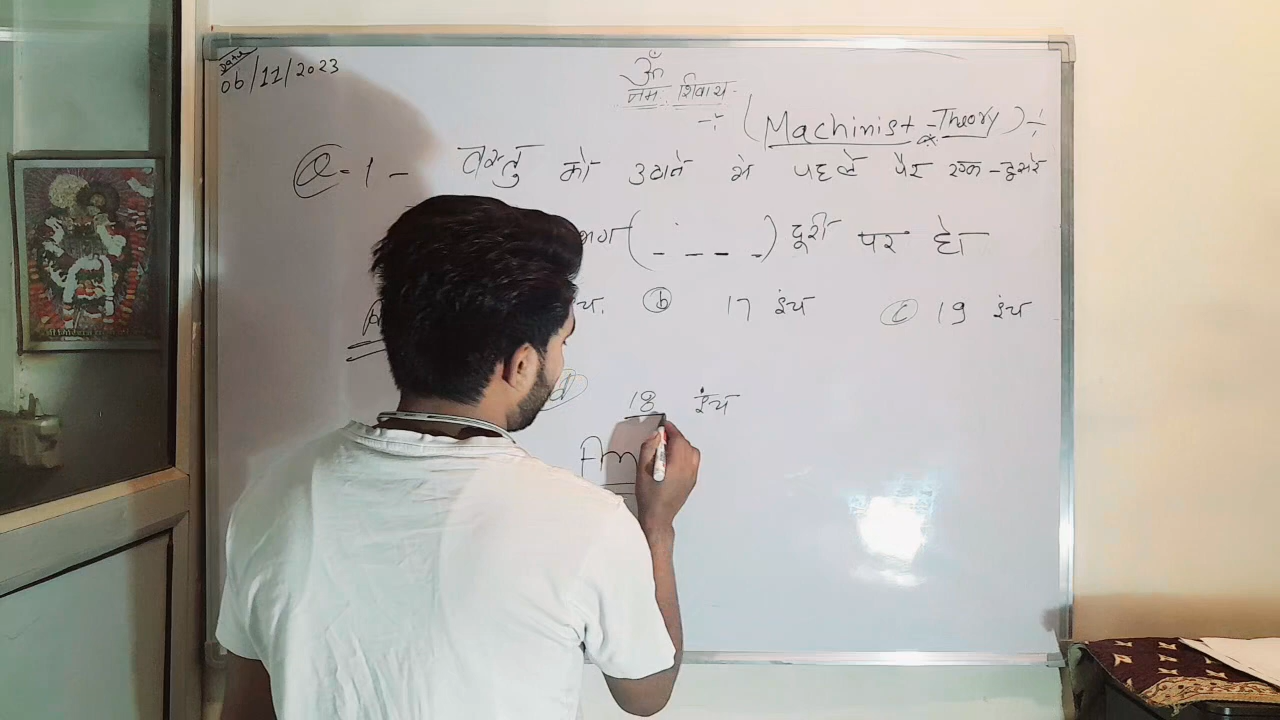 Date
06/11/2023
ॐ
नमः शिवाय
-: (Machinist - Theory) :-
Q-1 - वस्तु को उठाने से पहले पैर एक-दूसरे
(----) दूरी पर हो
(b) 17 इंच (c) 19 इंच
(d) 18 इंच